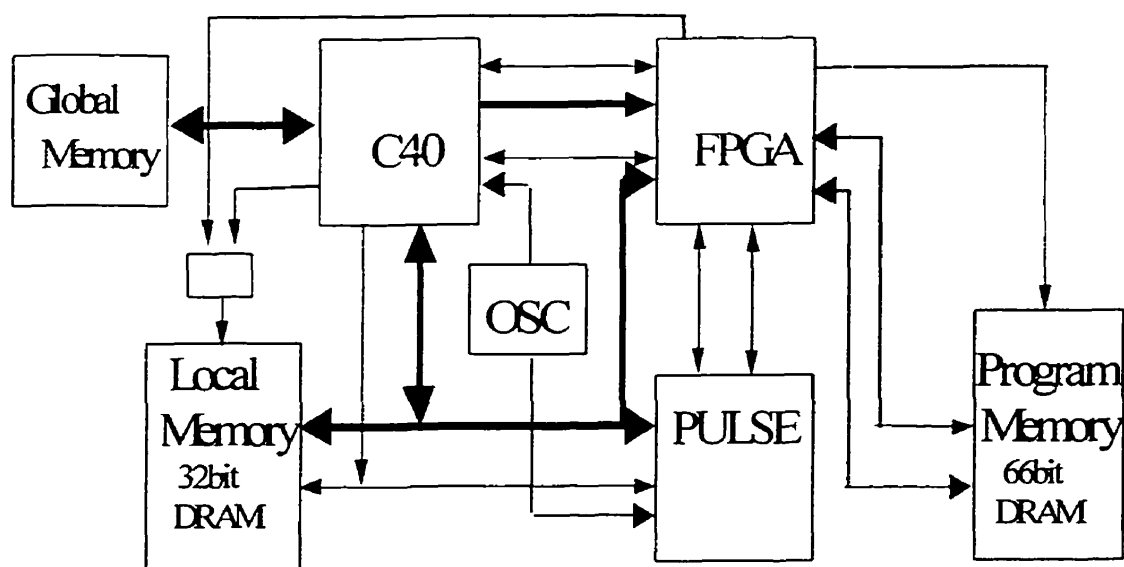 Global
Memory
C40
FPGA
OSC
Local
Memory
32bit
DRAM
PULSE
Program
Memory
66bit
DRAM